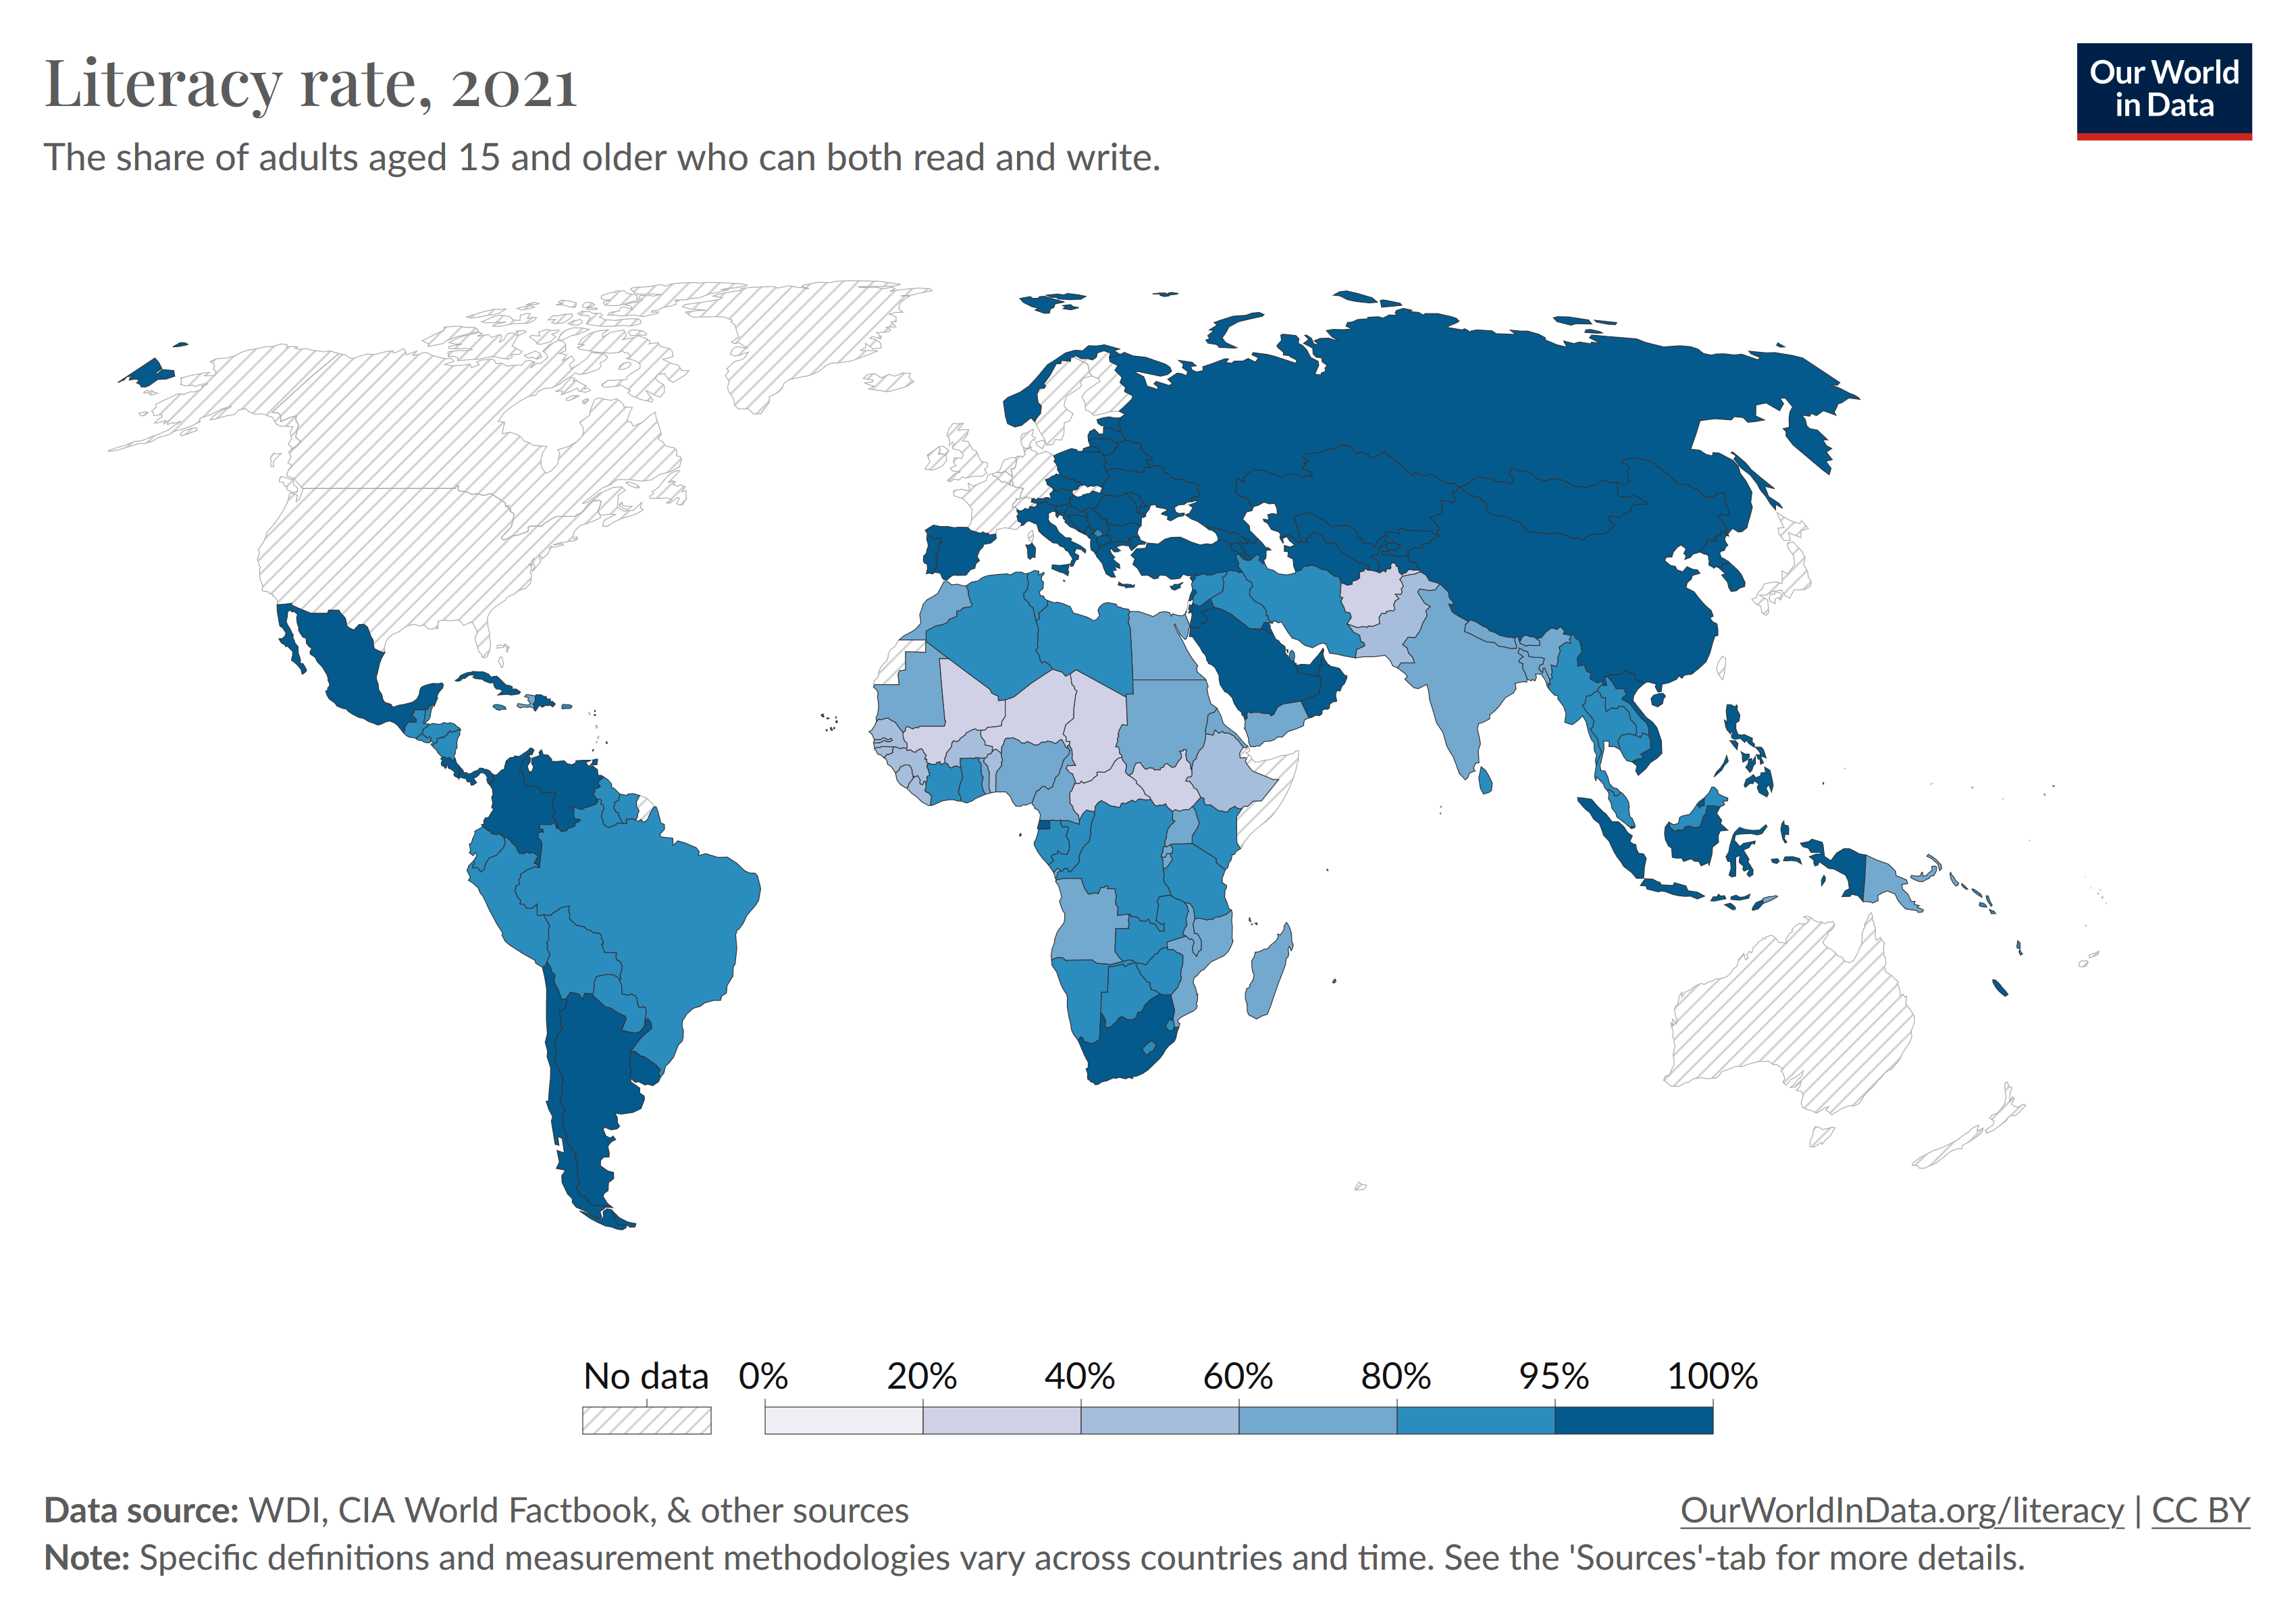 Literacy rate, 2021
Our World
in Data
The share of adults aged 15 and older who can both read and write.
No data 0% 20% 40% 60% 80% 95% 100%
Data source: WDI, CIA World Factbook, & other sources
OurWorldInData.org/literacy | CC BY
Note: Specific definitions and measurement methodologies vary across countries and time. See the 'Sources'-tab for more details.